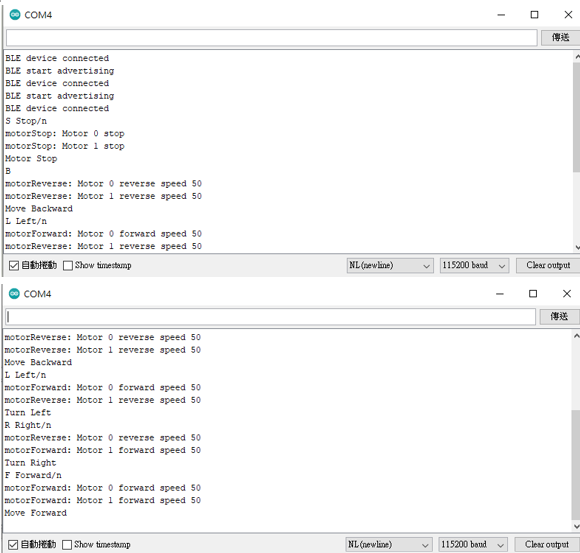 COM4
傳送
BLE device connected
BLE start advertising
BLE device connected
BLE start advertising
BLE device connected
S Stop/n
motorStop: Motor 0 stop
motorStop: Motor 1 stop
Motor Stop
B
motorReverse: Motor 0 reverse speed 50
motorReverse: Motor 1 reverse speed 50
Move Backward
L Left/n
motorForward: Motor 0 forward speed 50
motorReverse: Motor 1 reverse speed 50
自動捲動 Show timestamp NL(newline) 115200 baud Clear output
COM4
傳送
motorReverse: Motor 0 reverse speed 50
motorReverse: Motor 1 reverse speed 50
Move Backward
L Left/n
motorForward: Motor 0 forward speed 50
motorReverse: Motor 1 reverse speed 50
Turn Left
R Right/n
motorReverse: Motor 0 reverse speed 50
motorForward: Motor 1 forward speed 50
Turn Right
F Forward/n
motorForward: Motor 0 forward speed 50
motorForward: Motor 1 forward speed 50
Move Forward
自動捲動 Show timestamp NL(newline) 115200 baud Clear output